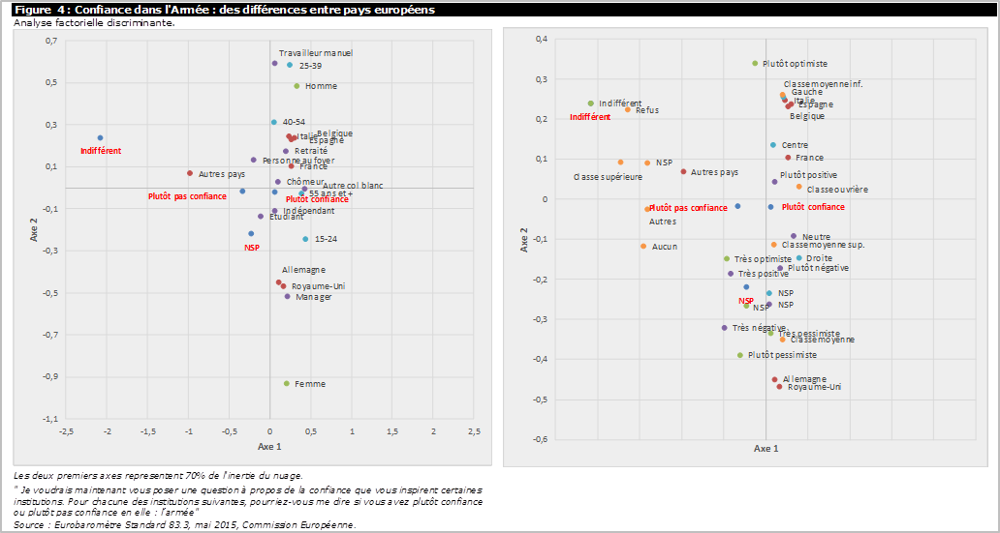 Figure 4 : Confiance dans l'Armée : des différences entre pays européens
Analyse factorielle discriminante.
0,7
0,5
0,3
0,1
-0,1
-0,3
-0,5
-0,7
-0,9
-1,1
Axe 2
Travailleur manuel
25-39
Homme
40-54
Belgique
Italie
Espagne
Retraité
Indifférent
Personne au foyer
France
Autres pays
Chômeur
Autre col blanc
Plutôt pas confiance
55 ans et +
Plutôt confiance
Indépendant
Etudiant
15-24
NSP
Allemagne
Royaume-Uni
Manager
Femme
-2,5
-2
-1,5
-1
-0,5
0
0,5
1
1,5
2
2,5
Axe 1
0,4
0,3
0,2
0,1
0
-0,1
-0,2
-0,3
-0,4
-0,5
-0,6
Axe 2
Plutôt optimiste
Classe moyenne inf.
Gauche
Italie
Indifférent
Espagne
Refus
Indifférent
Belgique
Centre
France
NSP
Autres pays
Classe supérieure
Plutôt positive
Classe ouvrière
Plutôt pas confiance
Plutôt confiance
Autres
Neutre
Aucun
Classe moyenne sup.
Très optimiste
Droite
Plutôt négative
Très positive
NSP
NSP
NSP
NSP
Très négative
Très pessimiste
Classe moyenne
Plutôt pessimiste
Allemagne
Royaume-Uni
Axe 1
Les deux premiers axes representent 70% de l'inertie du nuage.
" Je voudrais maintenant vous poser une question à propos de la confiance que vous inspirent certaines
institutions. Pour chacune des institutions suivantes, pourriez-vous me dire si vous avez plutôt confiance
ou plutôt pas confiance en elle : l'armée"
Source : Eurobaromètre Standard 83.3, mai 2015, Commission Européenne.